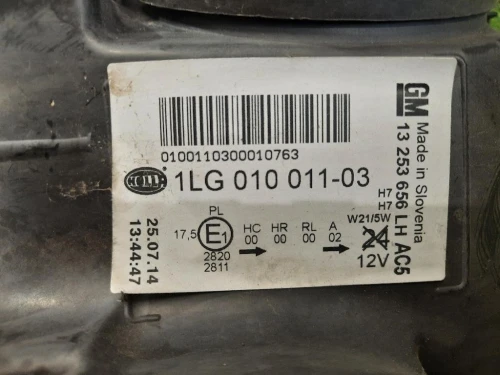 0100110300010763
HELLA 1LG 010 011-03
PL
17,5 E1
2820
2811
HC HR RL A
00 00 00 02
H7
H7
W21/5W
12V
25.07.14
13:44:47
GM Made in Slovenia
13 253 656 LH AC5